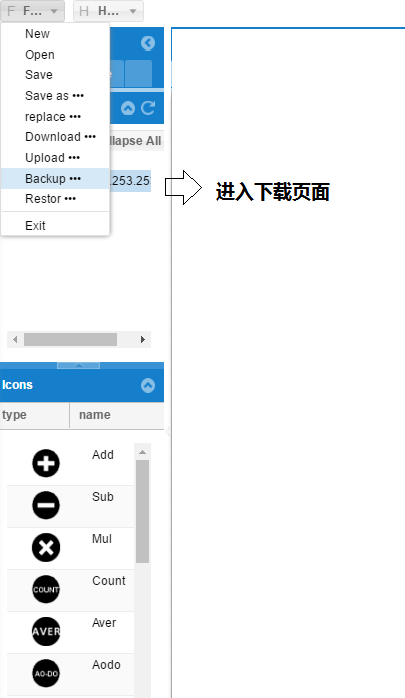 F F...
H H...
New
Open
Save
Save as •••
replace •••
Download •••
Upload •••
Backup •••
Restor •••
Exit
llapse All
.253.25
进入下载页面
Icons
type name
Add
Sub
Mul
COUNT Count
AVER Aver
AO-DO Aodo